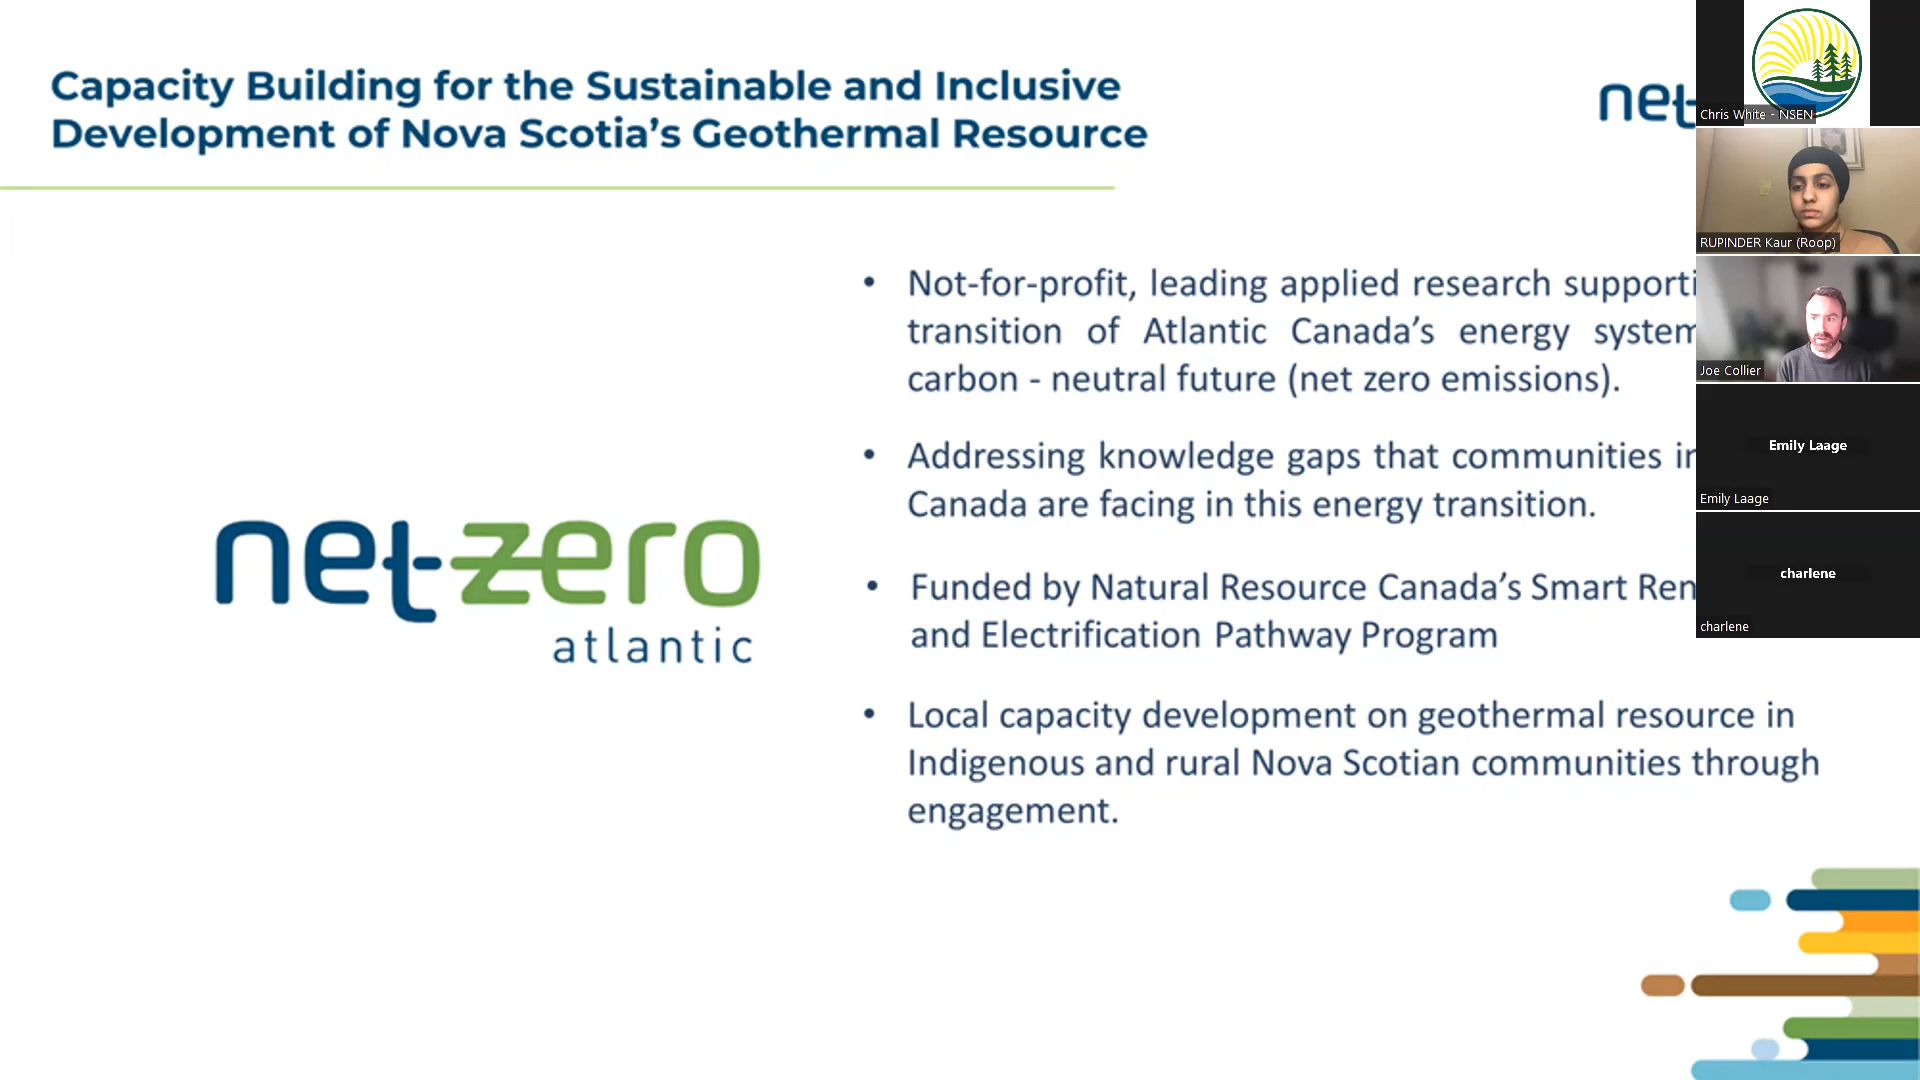 Capacity Building for the Sustainable and Inclusive
Development of Nova Scotia's Geothermal Resource
net
Chris White - NSEN
RUPINDER Kaur (Roop)
Joe Collier
Emily Laage
Emily Laage
charlene
charlene
net-zero
atlantic
• Not-for-profit, leading applied research supporti
transition of Atlantic Canada's energy system
carbon - neutral future (net zero emissions).
• Addressing knowledge gaps that communities in
Canada are facing in this energy transition.
• Funded by Natural Resource Canada's Smart Ren
and Electrification Pathway Program
• Local capacity development on geothermal resource in
Indigenous and rural Nova Scotian communities through
engagement.